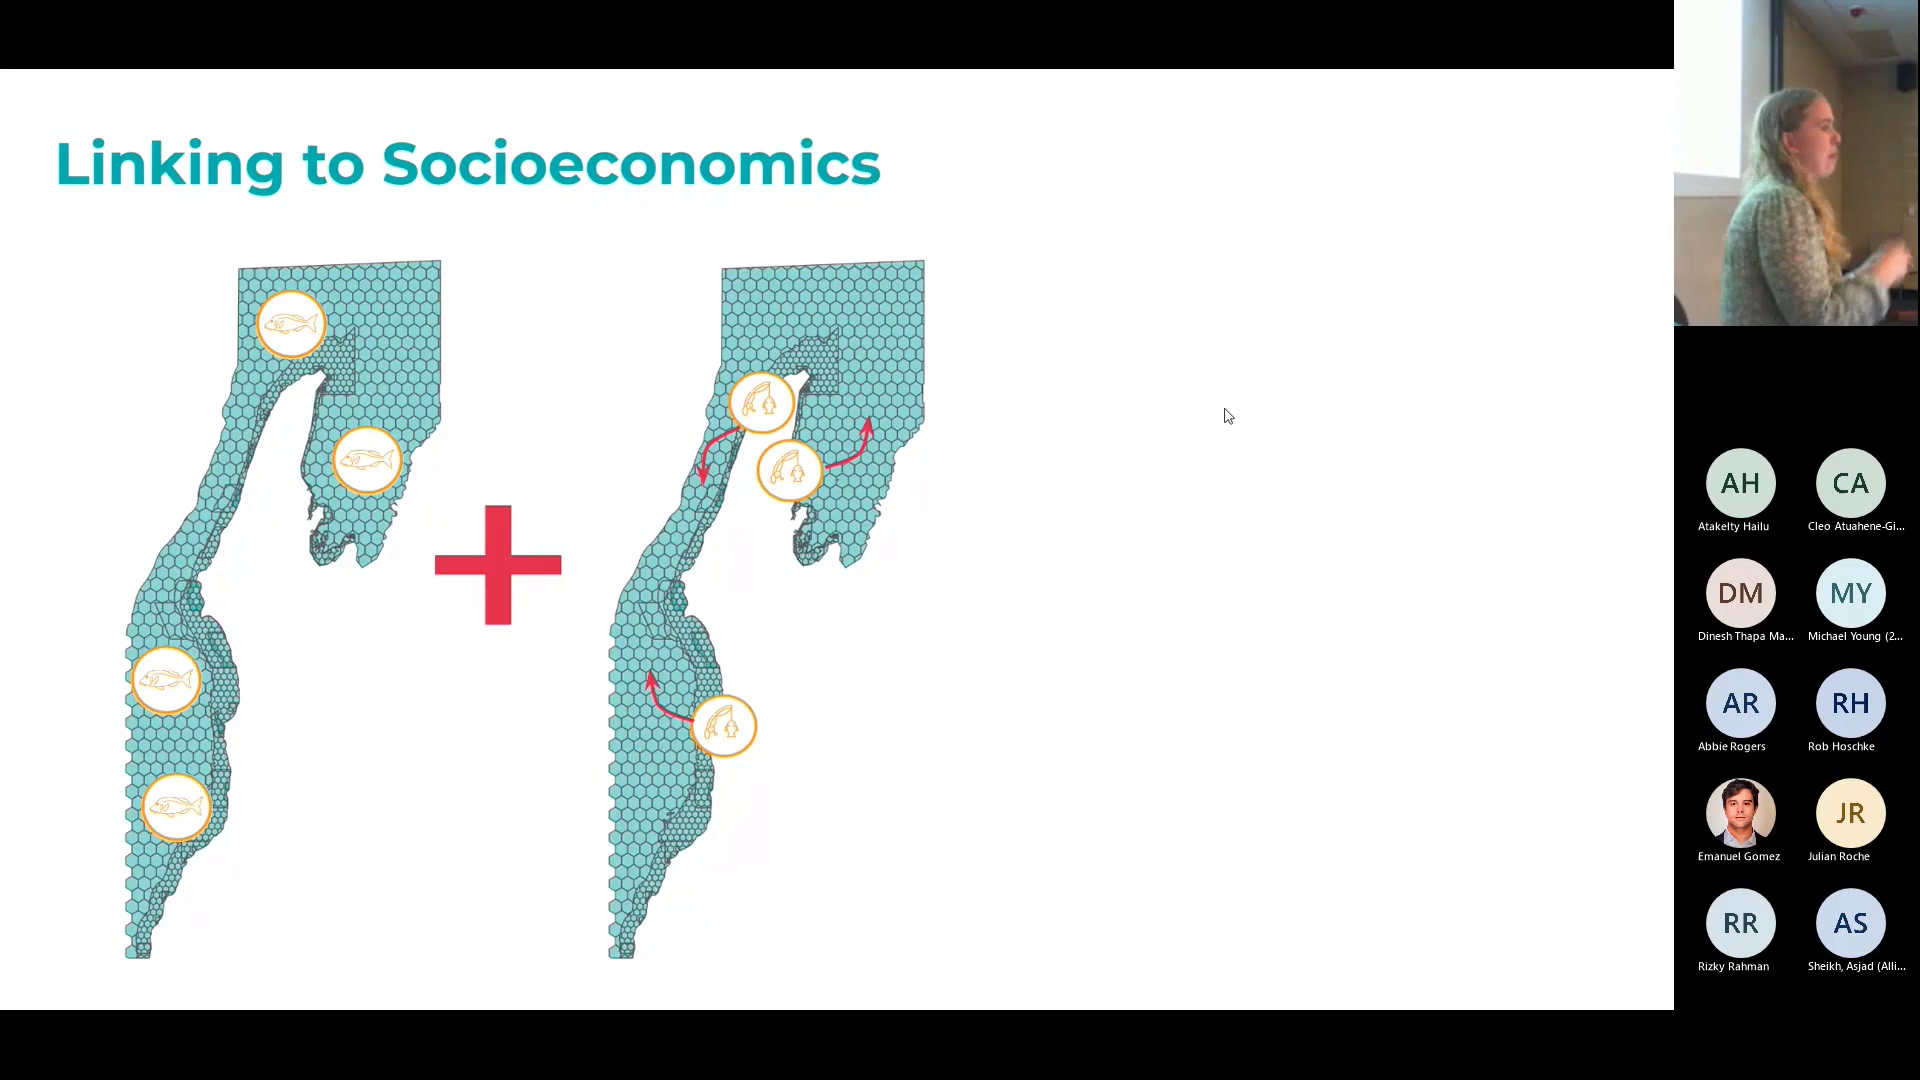 Linking to Socioeconomics
AH
CA
Atakelty Hailu
Cleo Atuahene-Gi...
DM
MY
Dinesh Thapa Ma...
Michael Young (2...
AR
RH
Abbie Rogers
Rob Hoschke
JR
Emanuel Gomez
Julian Roche
RR
AS
Rizky Rahman
Sheikh, Asjad (Alli...